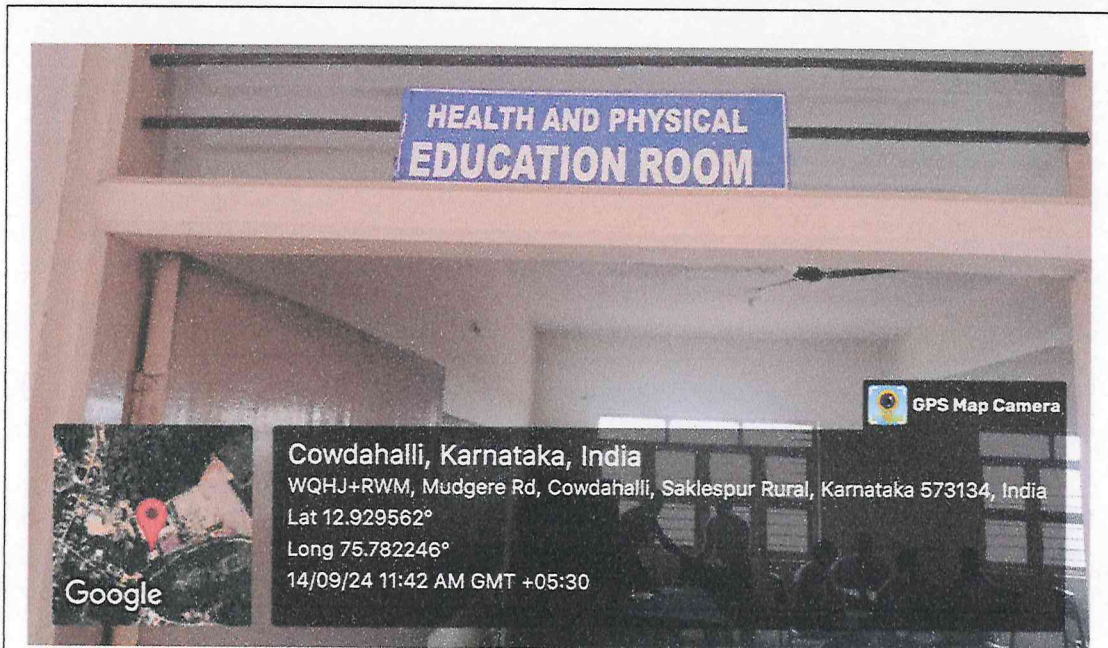 HEALTH AND PHYSICAL
EDUCATION ROOM
GPS Map Camera
Cowdahalli, Karnataka, India
WQHJ+RWM, Mudgere Rd, Cowdahalli, Saklespur Rural, Karnataka 573134, India
Lat 12.929562°
Long 75.782246°
14/09/24 11:42 AM GMT +05:30
Google